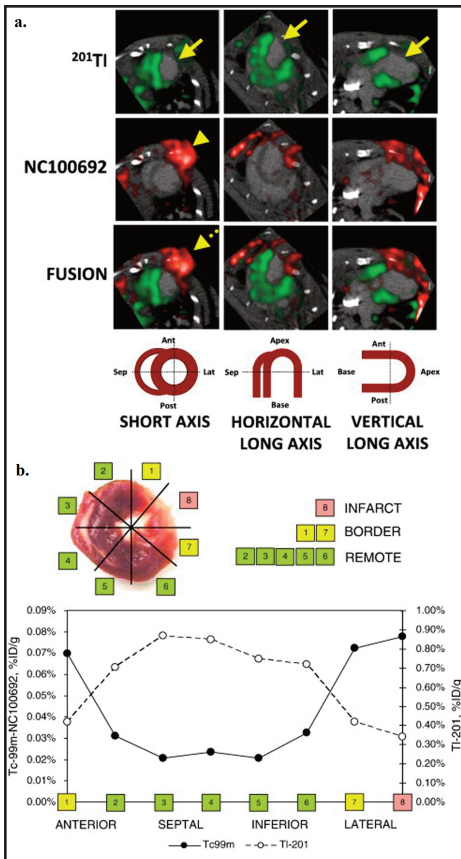 a.
201Tl
NC100692
FUSION
Ant
Sep
Lat
Post
SHORT AXIS
Apex
Sep
Lat
Base
HORIZONTAL
LONG AXIS
Ant
Base
Apex
Post
VERTICAL
LONG AXIS
b.
2 1
3 8
4 7
5 6
8 INFARCT
1 7 BORDER
2 3 4 5 6 REMOTE
Tc-99m-NC100692, %ID/g
0.09%
0.08%
0.07%
0.06%
0.05%
0.04%
0.03%
0.02%
0.01%
0.00%
1.00%
0.90%
0.80%
0.70%
0.60%
0.50%
0.40%
0.30%
0.20%
0.10%
0.00%
Tl-201, %ID/g
1 2 3 4 5 6 7 8
ANTERIOR SEPTAL INFERIOR LATERAL
Tc99m Tl-201